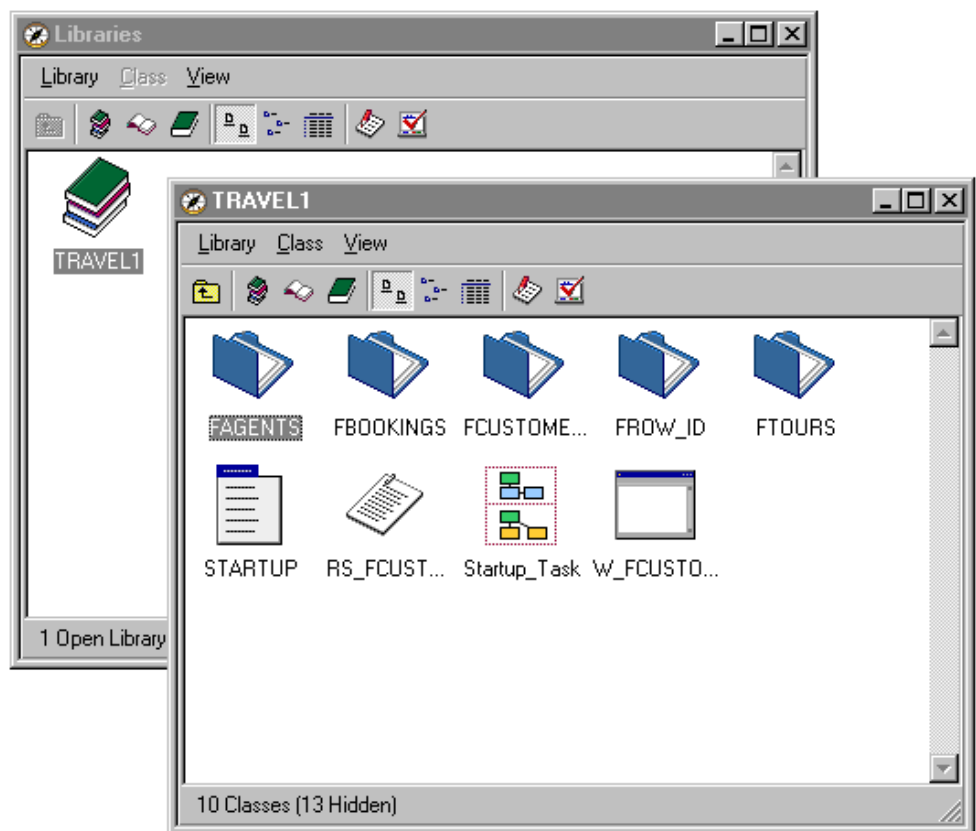 Libraries
Library Class View
TRAVEL1
1 Open Library
TRAVEL1
Library Class View
FAGENTS FBOOKINGS FCUSTOME... FROW_ID FTOURS
STARTUP RS_FCUST... Startup_Task W_FCUSTO...
10 Classes (13 Hidden)